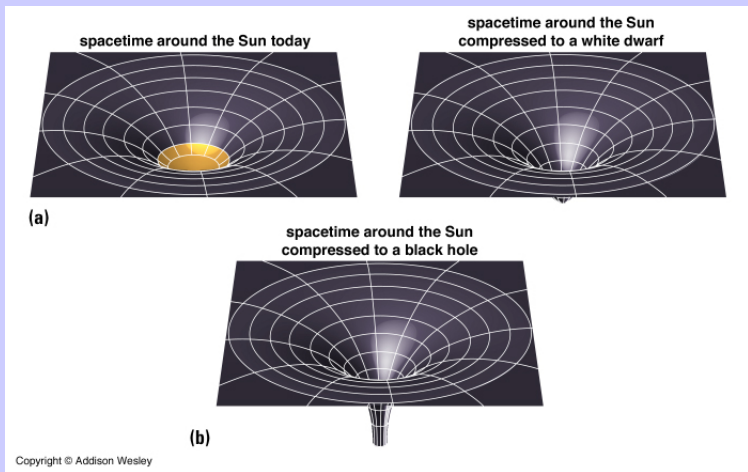 spacetime around the Sun today
spacetime around the Sun
compressed to a white dwarf
(a)
spacetime around the Sun
compressed to a black hole
(b)
Copyright © Addison Wesley